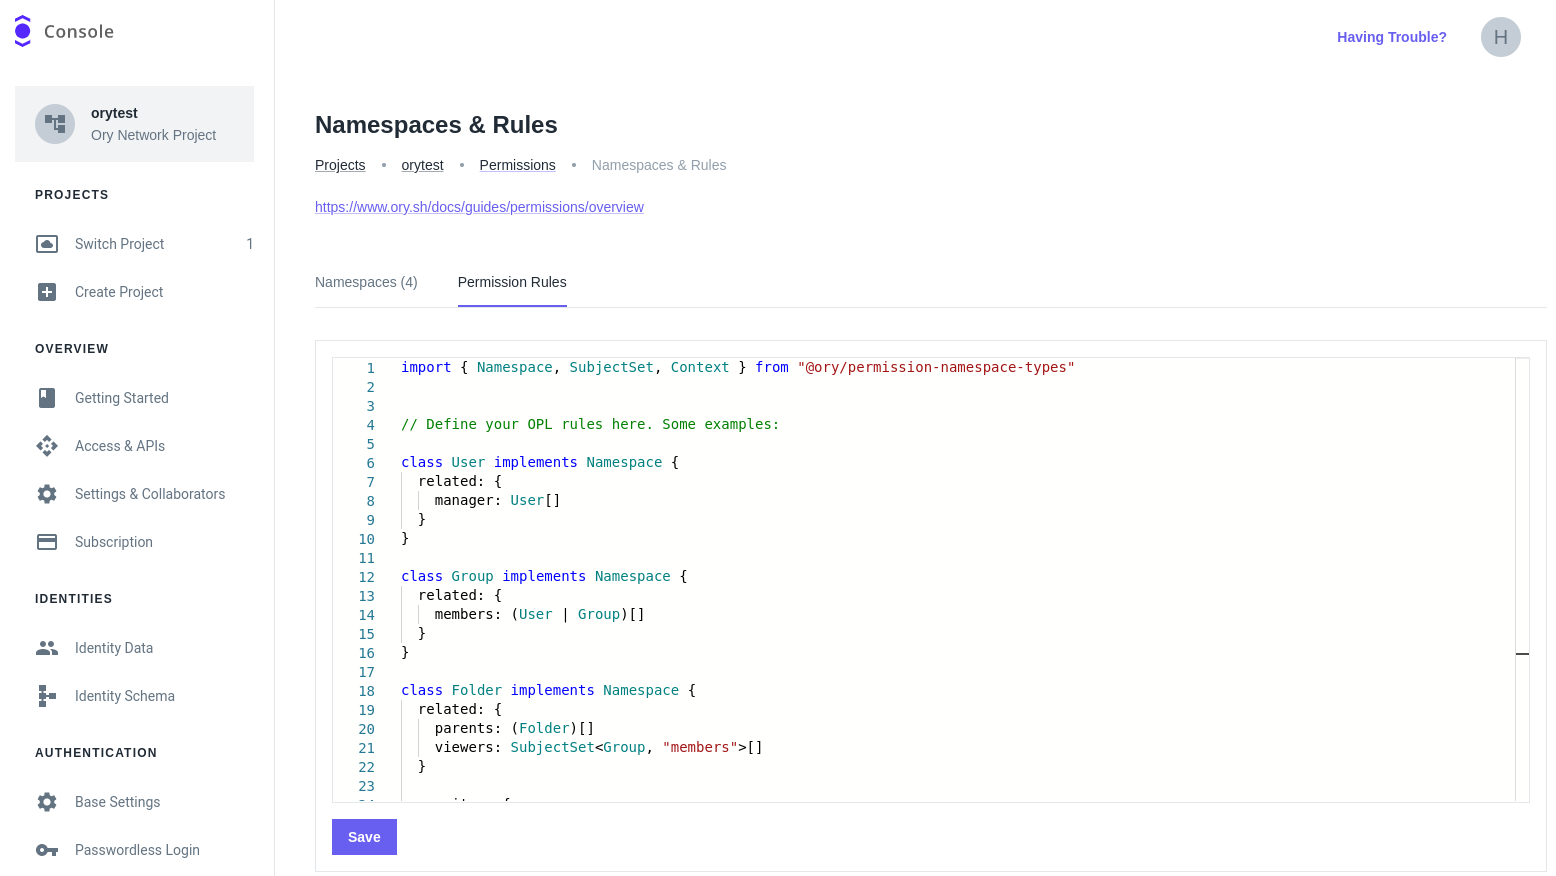 Console
Having Trouble?
H
orytest
Ory Network Project
PROJECTS
Switch Project 1
Create Project
OVERVIEW
Getting Started
Access & APIs
Settings & Collaborators
Subscription
IDENTITIES
Identity Data
Identity Schema
AUTHENTICATION
Base Settings
Passwordless Login
Namespaces & Rules
Projects • orytest • Permissions • Namespaces & Rules
https://www.ory.sh/docs/guides/permissions/overview
Namespaces (4) Permission Rules
1 import { Namespace, SubjectSet, Context } from "@ory/permission-namespace-types"
2
3
4 // Define your OPL rules here. Some examples:
5
6 class User implements Namespace {
7 related: {
8 manager: User[]
9 }
10 }
11
12 class Group implements Namespace {
13 related: {
14 members: (User | Group)[]
15 }
16 }
17
18 class Folder implements Namespace {
19 related: {
20 parents: (Folder)[]
21 viewers: SubjectSet<Group, "members">[]
22 }
23
Save